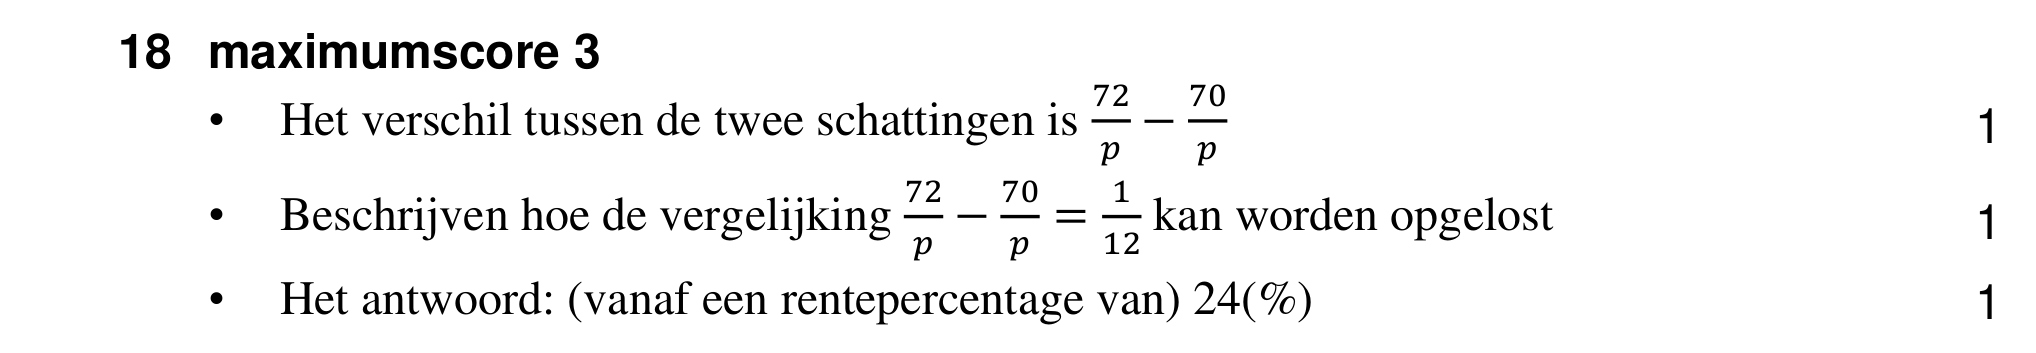 18 maximumscore 3
• Het verschil tussen de twee schattingen is 72/p − 70/p 1
• Beschrijven hoe de vergelijking 72/p − 70/p = 1/12 kan worden opgelost 1
• Het antwoord: (vanaf een rentepercentage van) 24(%) 1